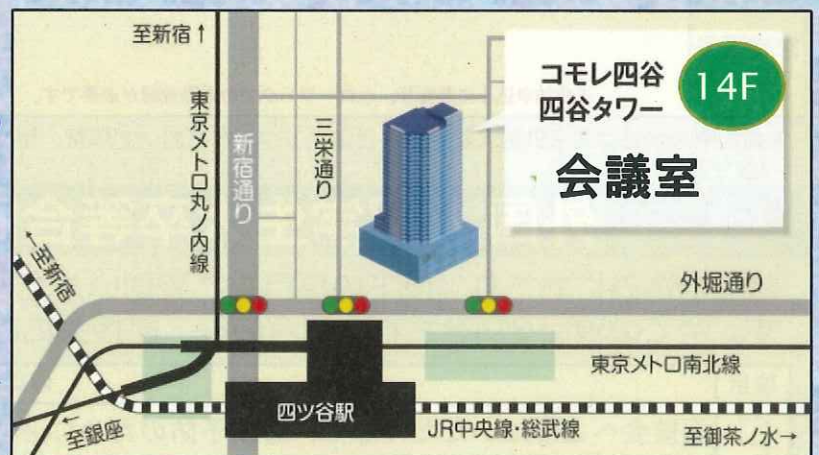 至新宿↑
コモレ四谷
四谷タワー
14F
会議室
東京メトロ丸ノ内線
新宿通り
三栄通り
←至新宿
外堀通り
東京メトロ南北線
四ツ谷駅
←至銀座
JR中央線・総武線
至御茶ノ水→